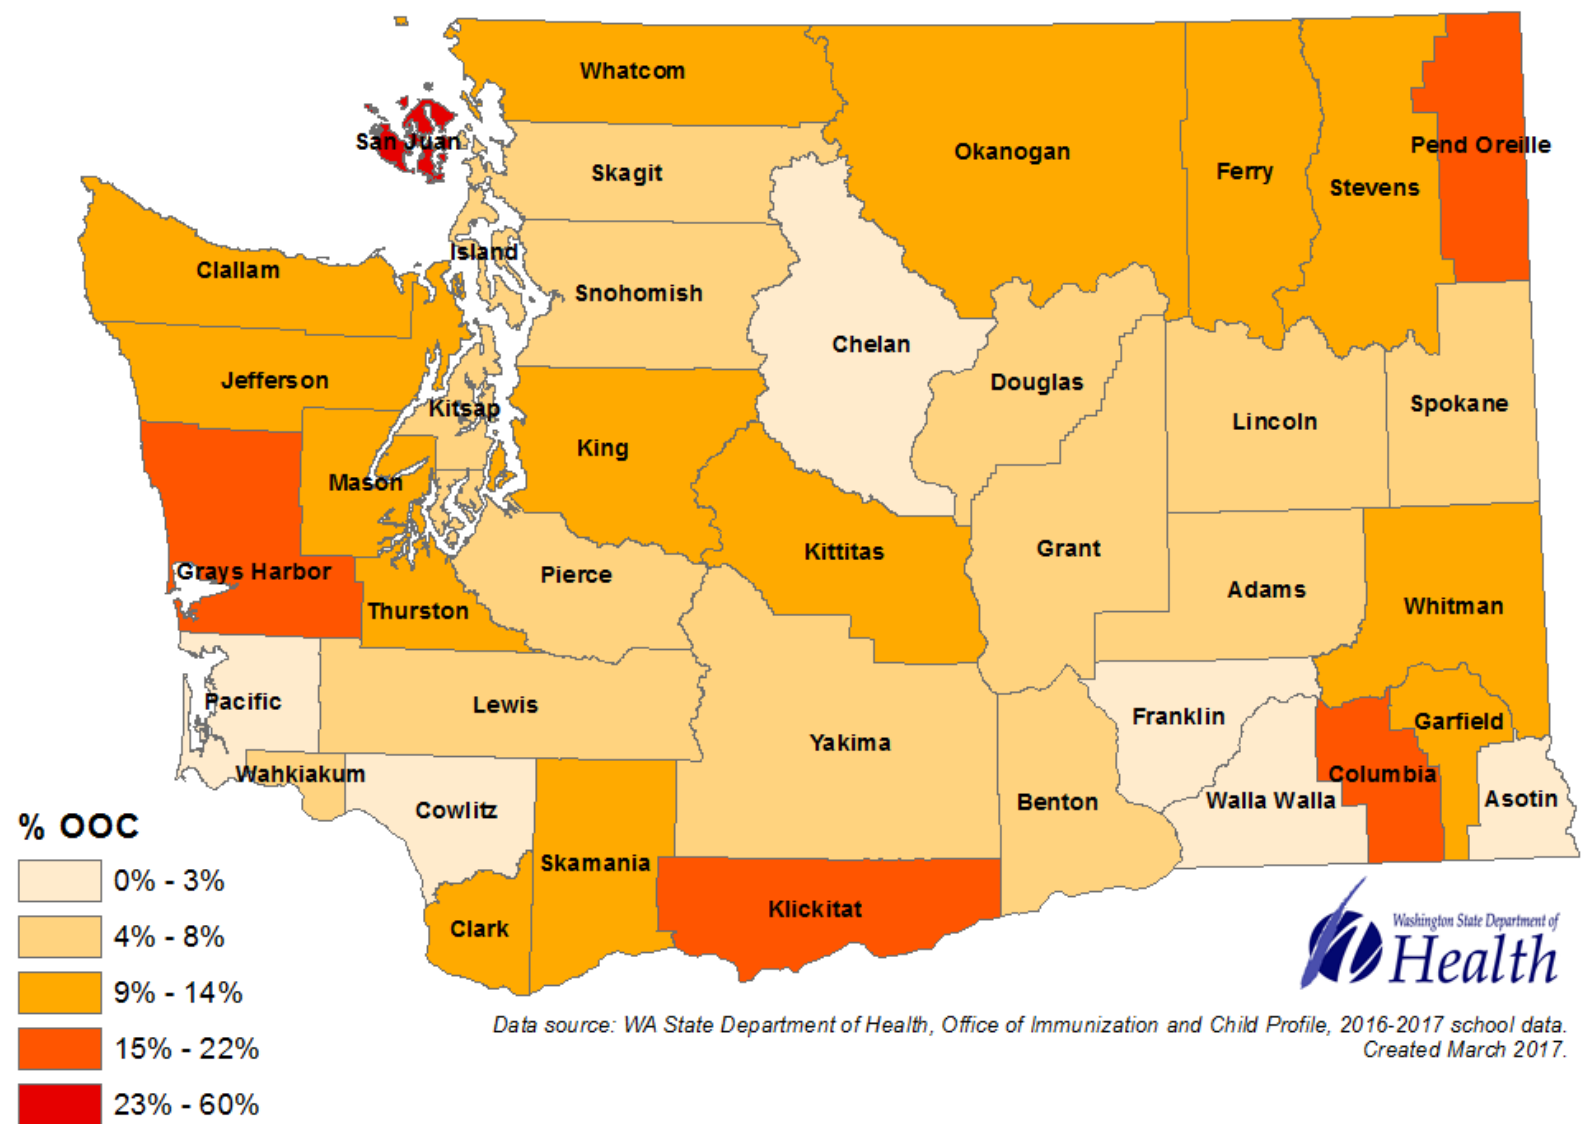 Whatcom
Okanogan
Pend Oreille
San Juan
Skagit
Ferry
Stevens
Island
Clallam
Snohomish
Chelan
Jefferson
Douglas
Kitsap
Spokane
Lincoln
King
Mason
Kittitas
Grant
Grays Harbor
Pierce
Adams
Thurston
Whitman
Pacific
Lewis
Franklin
Garfield
Yakima
Wahkiakum
Columbia
Cowlitz
Benton
Walla Walla
Asotin
Skamania
Klickitat
Clark
% OOC
0% - 3%
4% - 8%
9% - 14%
15% - 22%
23% - 60%
Washington State Department of
Health
Data source: WA State Department of Health, Office of Immunization and Child Profile, 2016-2017 school data.
Created March 2017.